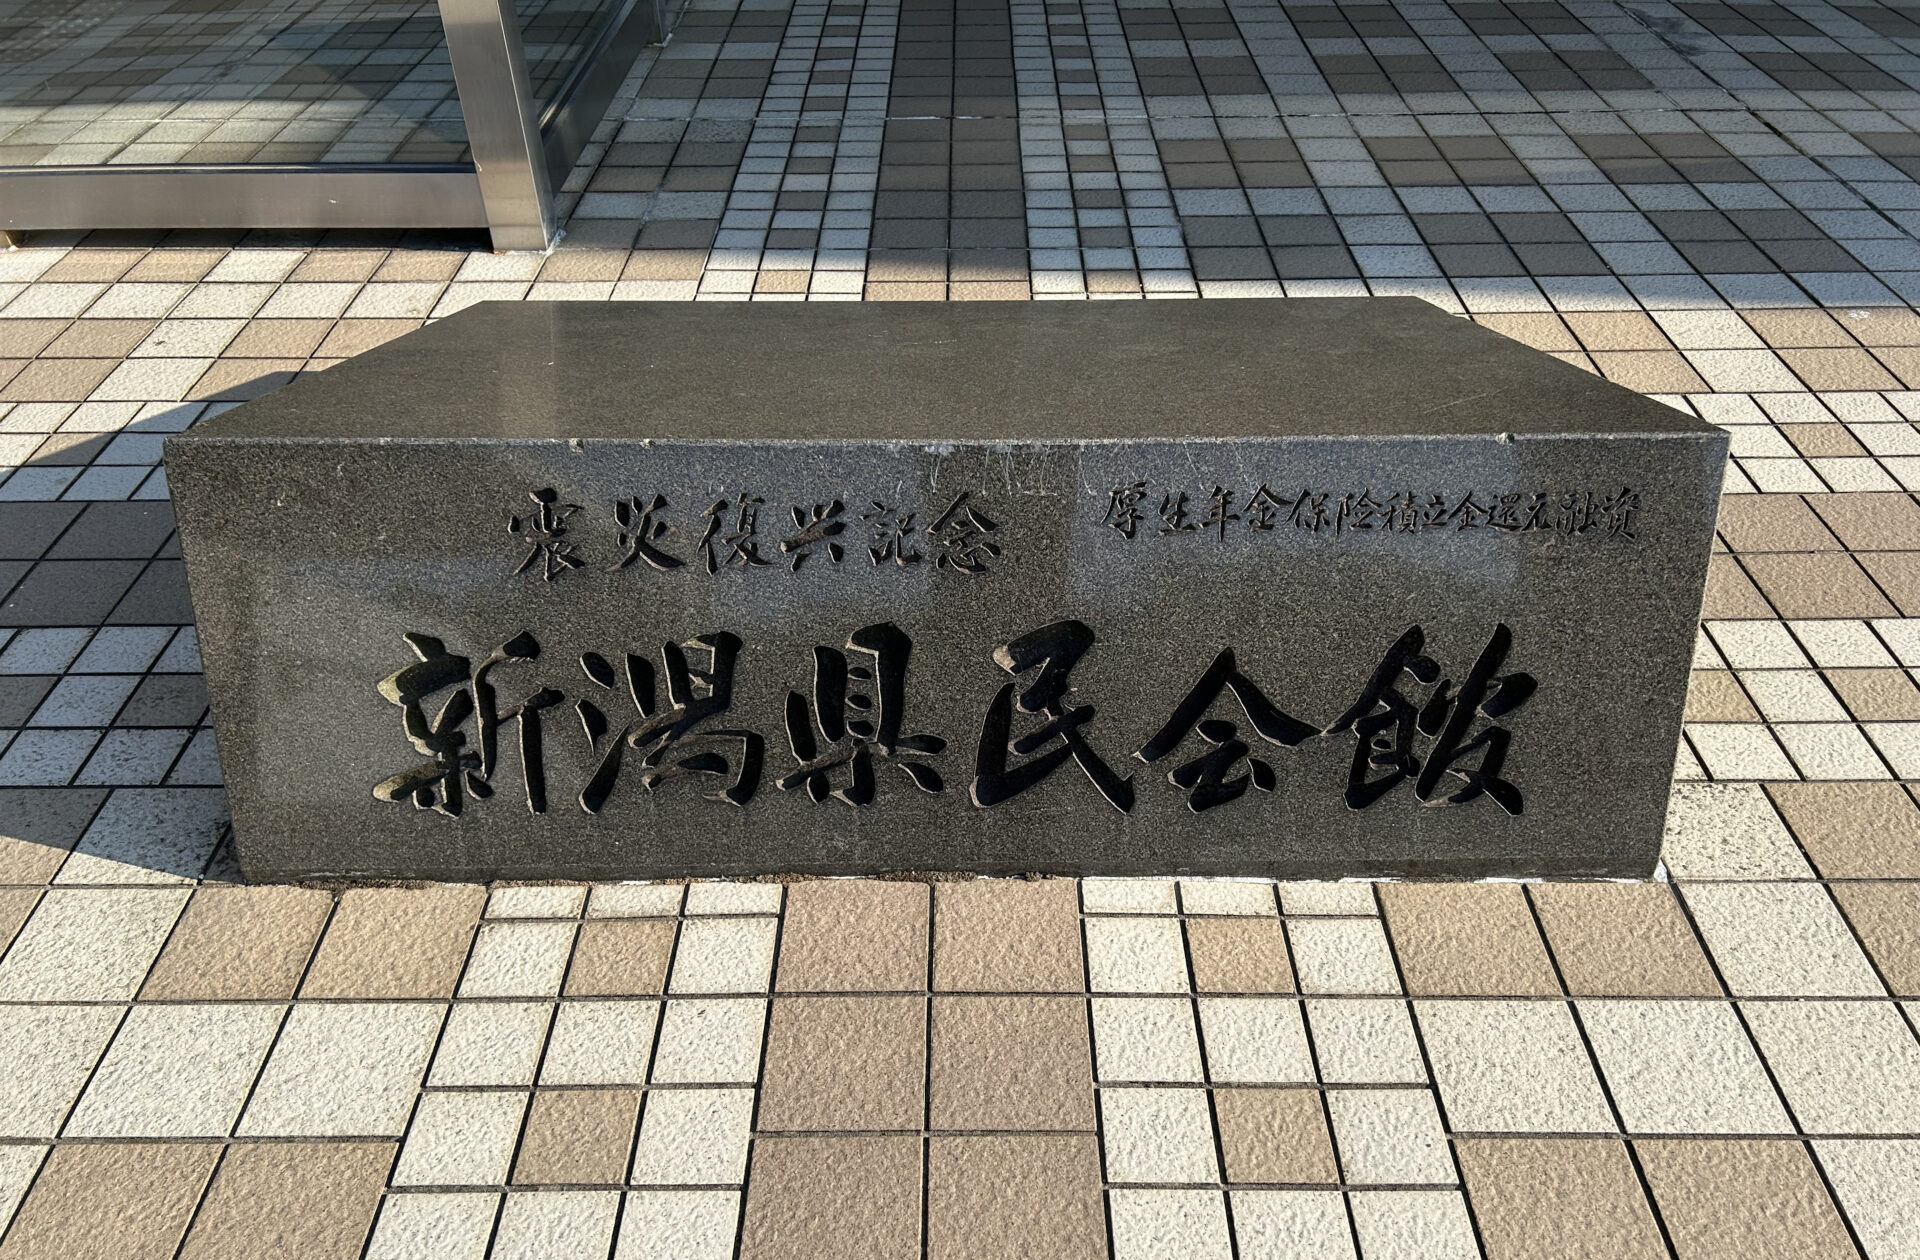 震災復興記念
厚生年金保険積立金還元融資
新潟県民会館